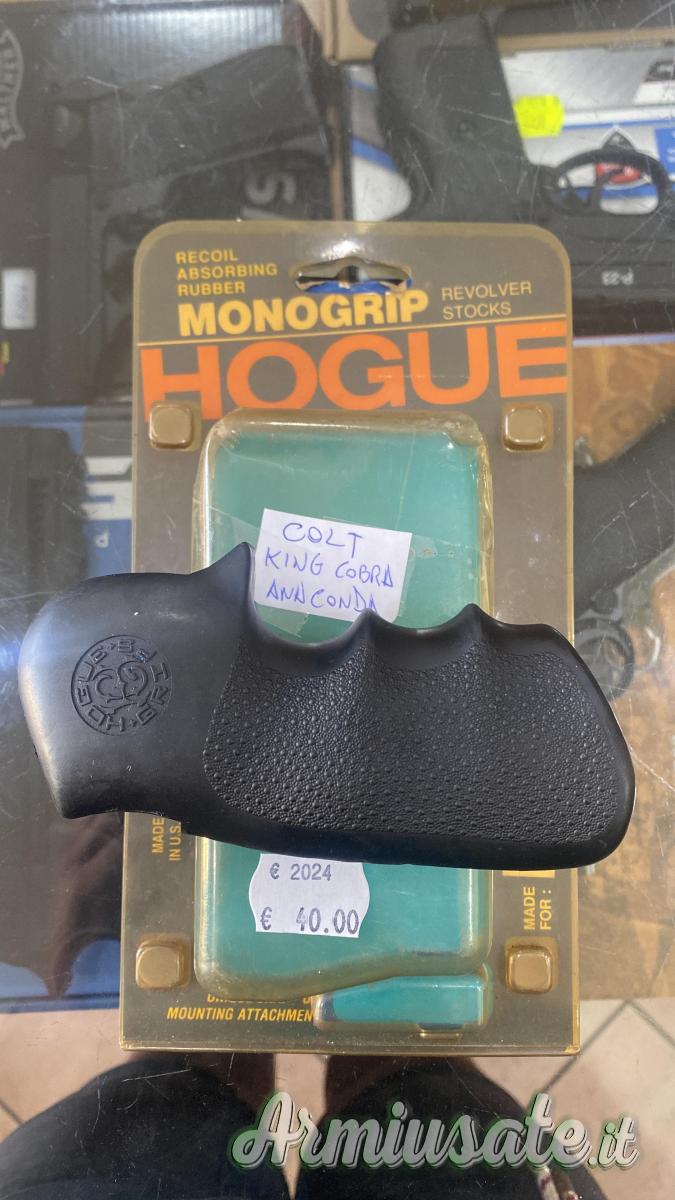 RECOIL
ABSORBING
RUBBER
MONOGRIP
REVOLVER
STOCKS
HOGUE
COLT
KING COBRA
ANACONDA
HOGUE
MADE
IN U.S.A.
€ 2024
€ 40.00
MADE
FOR:
MOUNTING ATTACHMENT
P-23
Armiusate.it